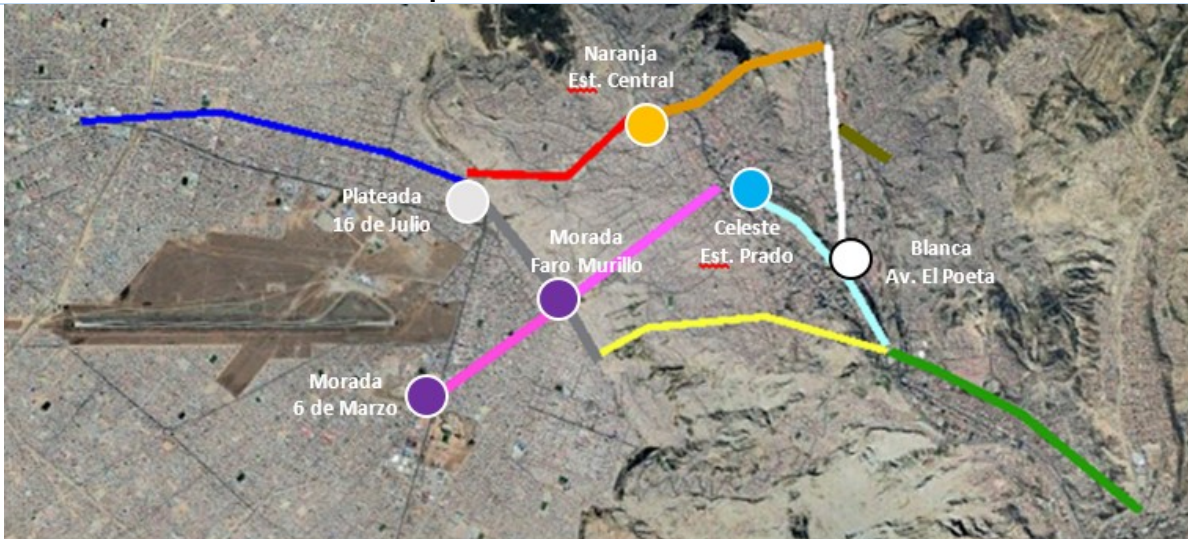 Naranja
Est. Central
Plateada
16 de Julio
Morada
Faro Murillo
Celeste
Est. Prado
Blanca
Av. El Poeta
Morada
6 de Marzo